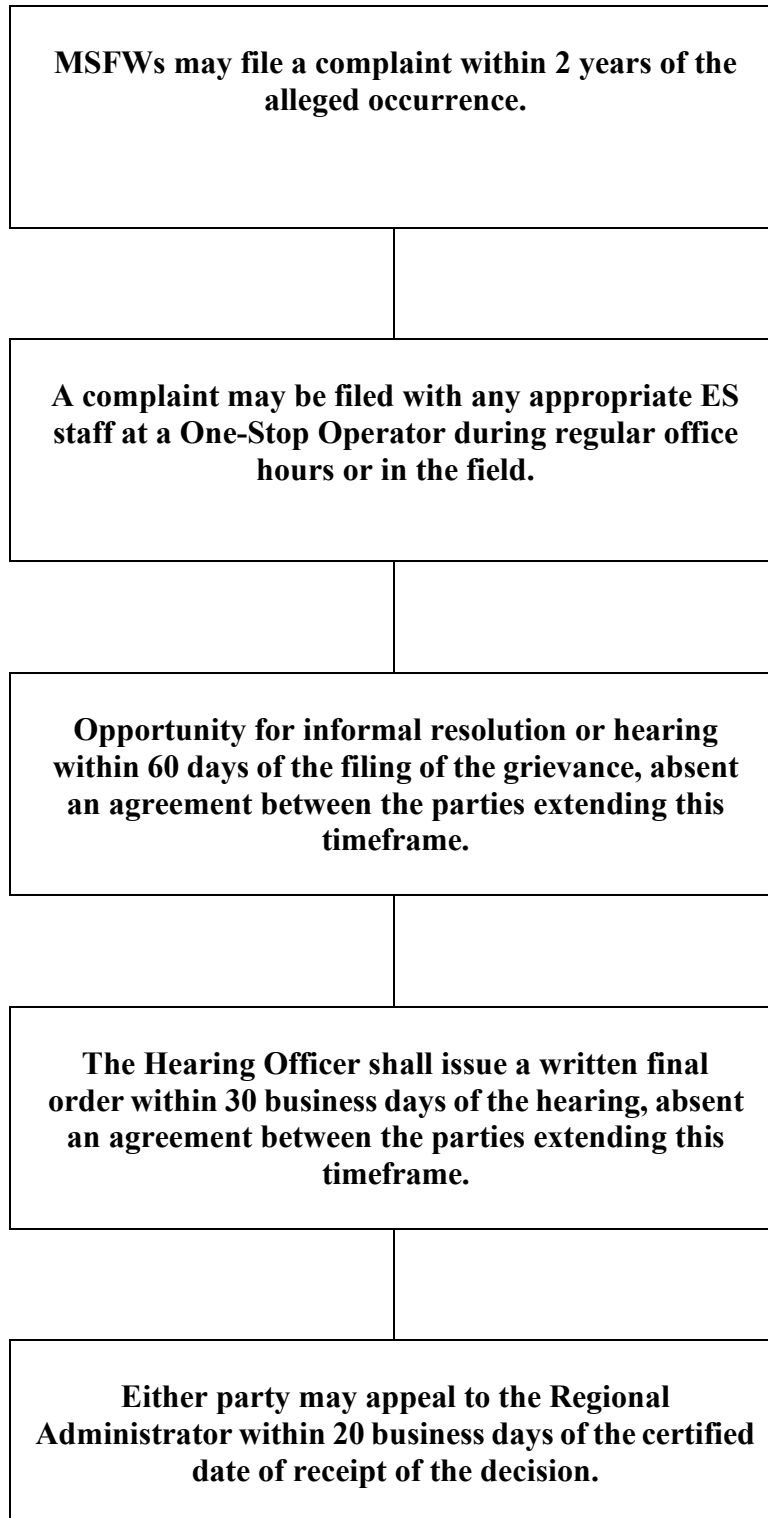 MSFWs may file a complaint within 2 years of the
alleged occurrence.
A complaint may be filed with any appropriate ES
staff at a One-Stop Operator during regular office
hours or in the field.
Opportunity for informal resolution or hearing
within 60 days of the filing of the grievance, absent
an agreement between the parties extending this
timeframe.
The Hearing Officer shall issue a written final
order within 30 business days of the hearing, absent
an agreement between the parties extending this
timeframe.
Either party may appeal to the Regional
Administrator within 20 business days of the certified
date of receipt of the decision.